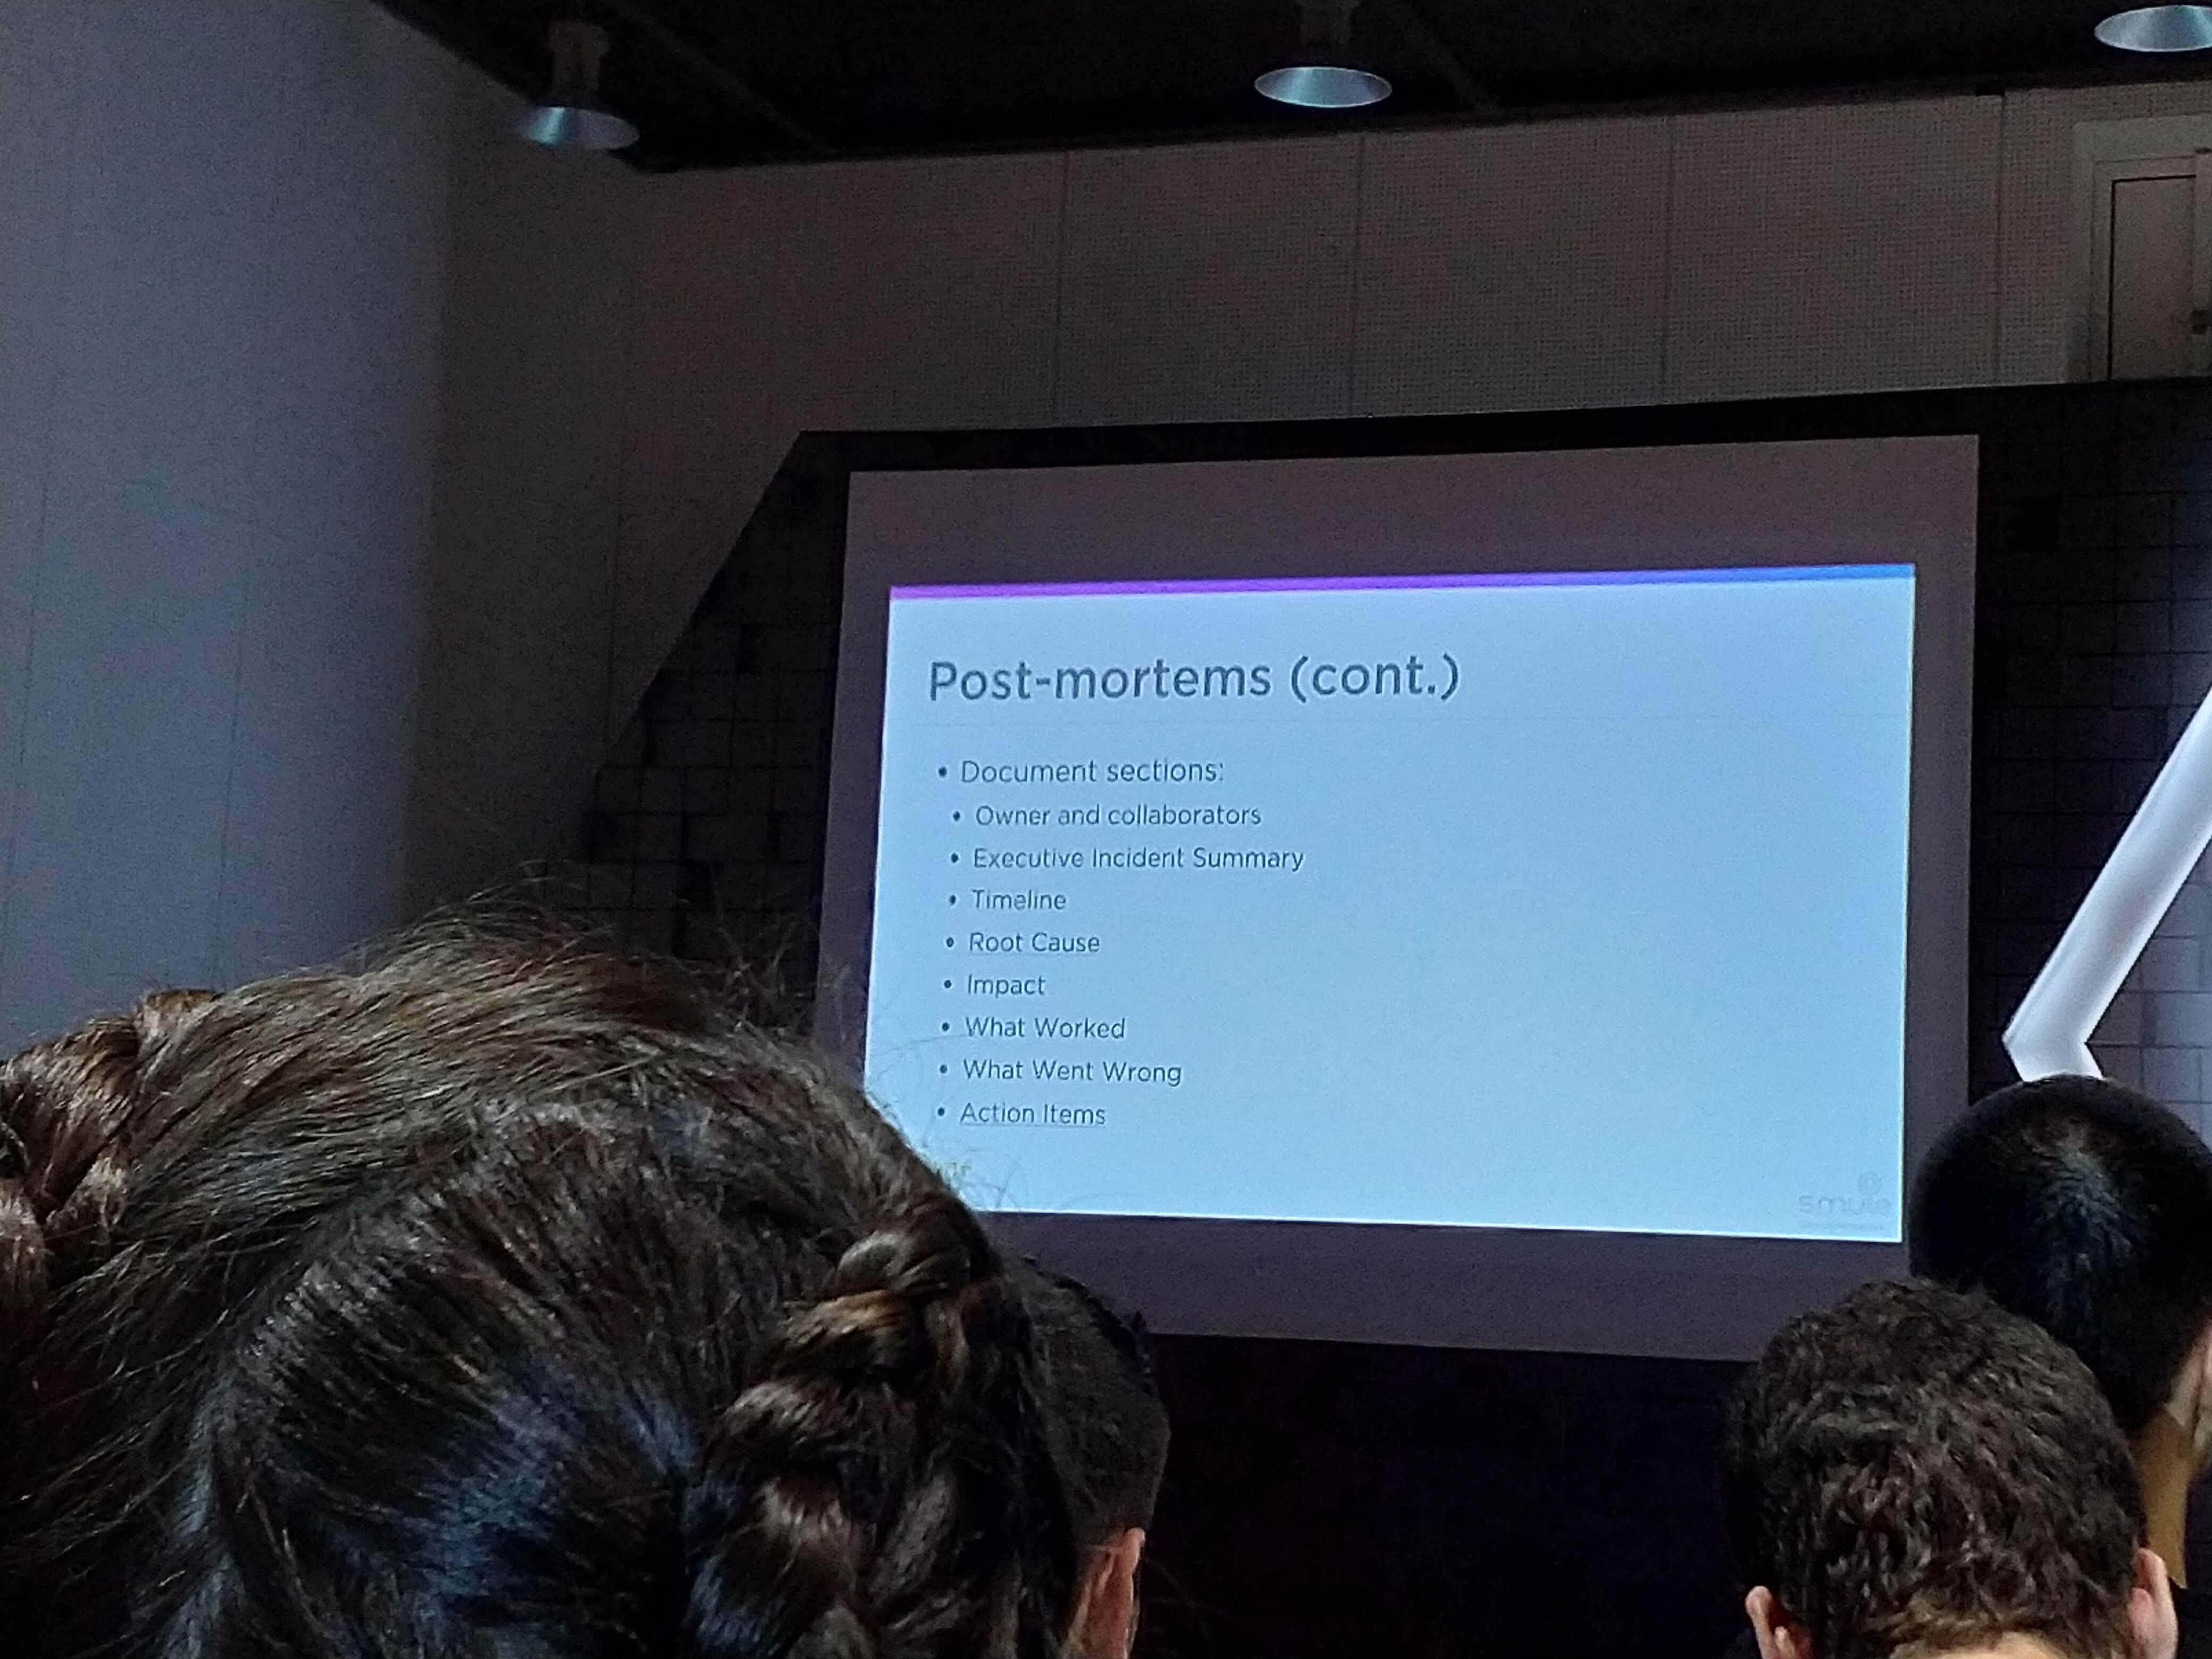 Post-mortems (cont.)
• Document sections:
• Owner and collaborators
• Executive Incident Summary
• Timeline
• Root Cause
• Impact
• What Worked
• What Went Wrong
• Action Items
smule